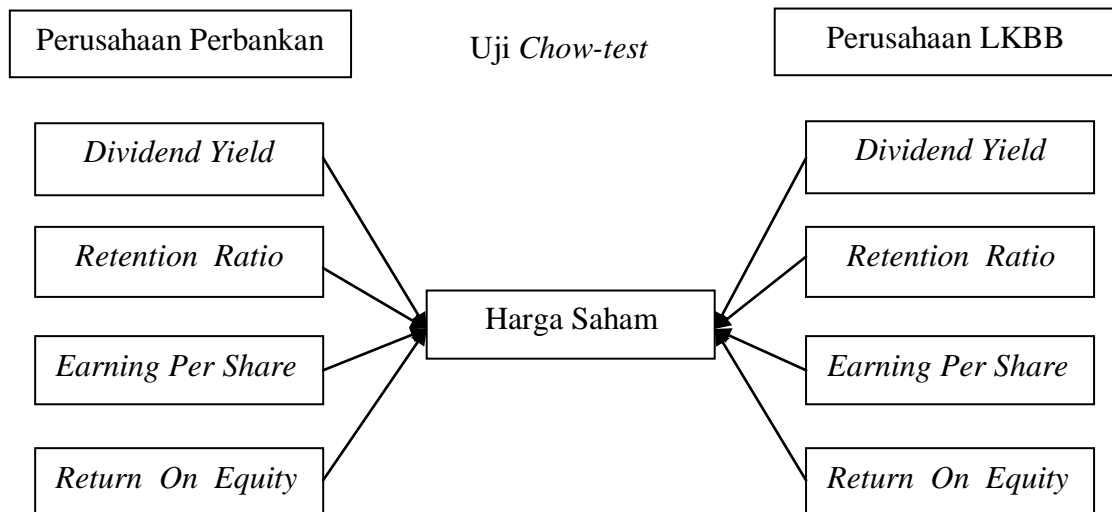 Perusahaan Perbankan
Uji Chow-test
Perusahaan LKBB
Dividend Yield
Dividend Yield
Retention Ratio
Retention Ratio
Harga Saham
Earning Per Share
Earning Per Share
Return On Equity
Return On Equity